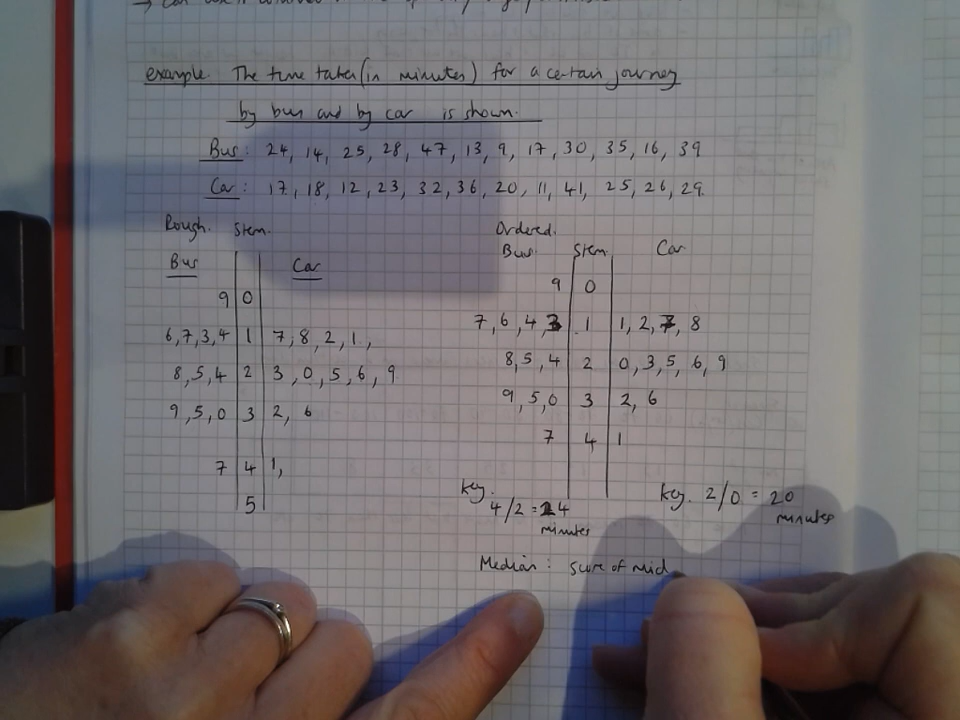 example. The time taken (in minutes) for a certain journey
by bus and by car is shown.
Bus: 24, 14, 25, 28, 47, 13, 9, 17, 30, 35, 16, 39
Car: 17, 18, 12, 23, 32, 36, 20, 11, 41, 25, 26, 29.
Rough. Stem.
Bus Car
9 0
6,7,3,4 1 7,8,2,1,
8,5,4 2 3,0,5,6,9
9,5,0 3 2,6
7 4 1,
5
Ordered.
Bus. Stem Car
9 0
7,6,4,3 1 1,2,7,8
8,5,4 2 0,3,5,6,9
9,5,0 3 2,6
7 4 1
key. 4/2 = 24
minutes
key. 2/0 = 20
minutes
Median: score of mid